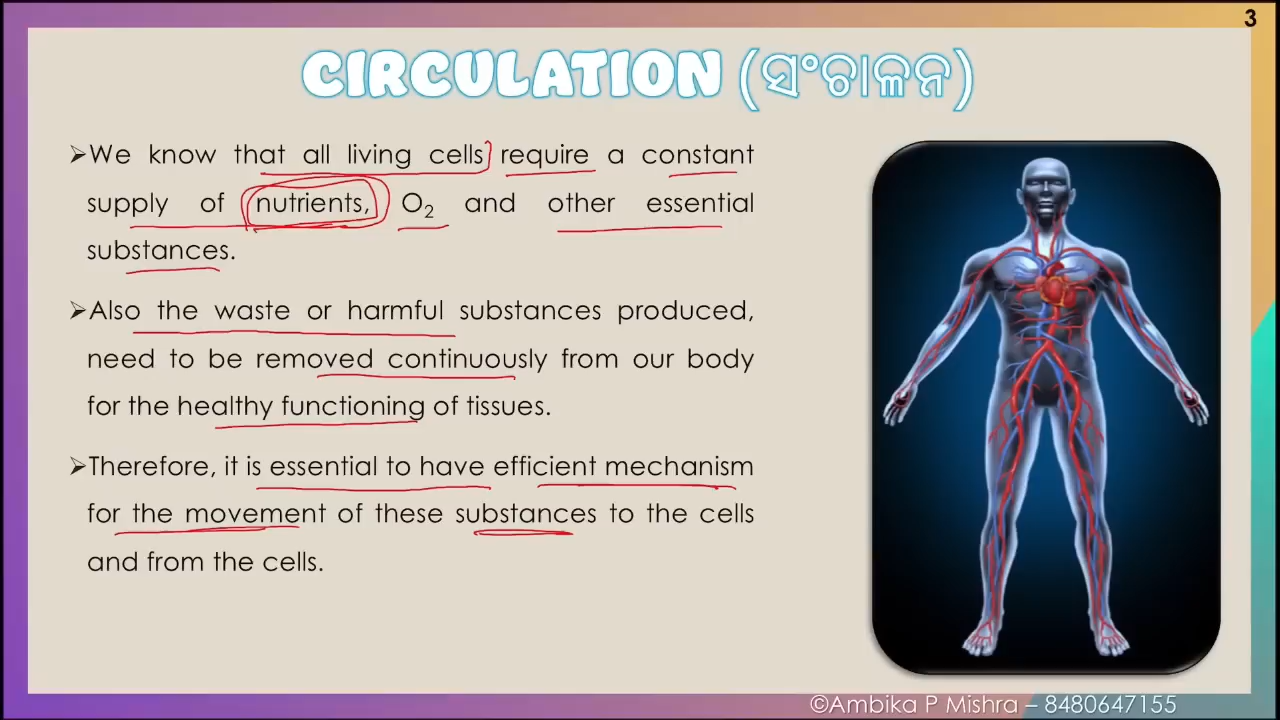 3
CIRCULATION (ସଂଚାଳନ)
➢We know that all living cells require a constant
supply of nutrients, O₂ and other essential
substances.
➢Also the waste or harmful substances produced,
need to be removed continuously from our body
for the healthy functioning of tissues.
➢Therefore, it is essential to have efficient mechanism
for the movement of these substances to the cells
and from the cells.
©Ambika P Mishra – 8480647155